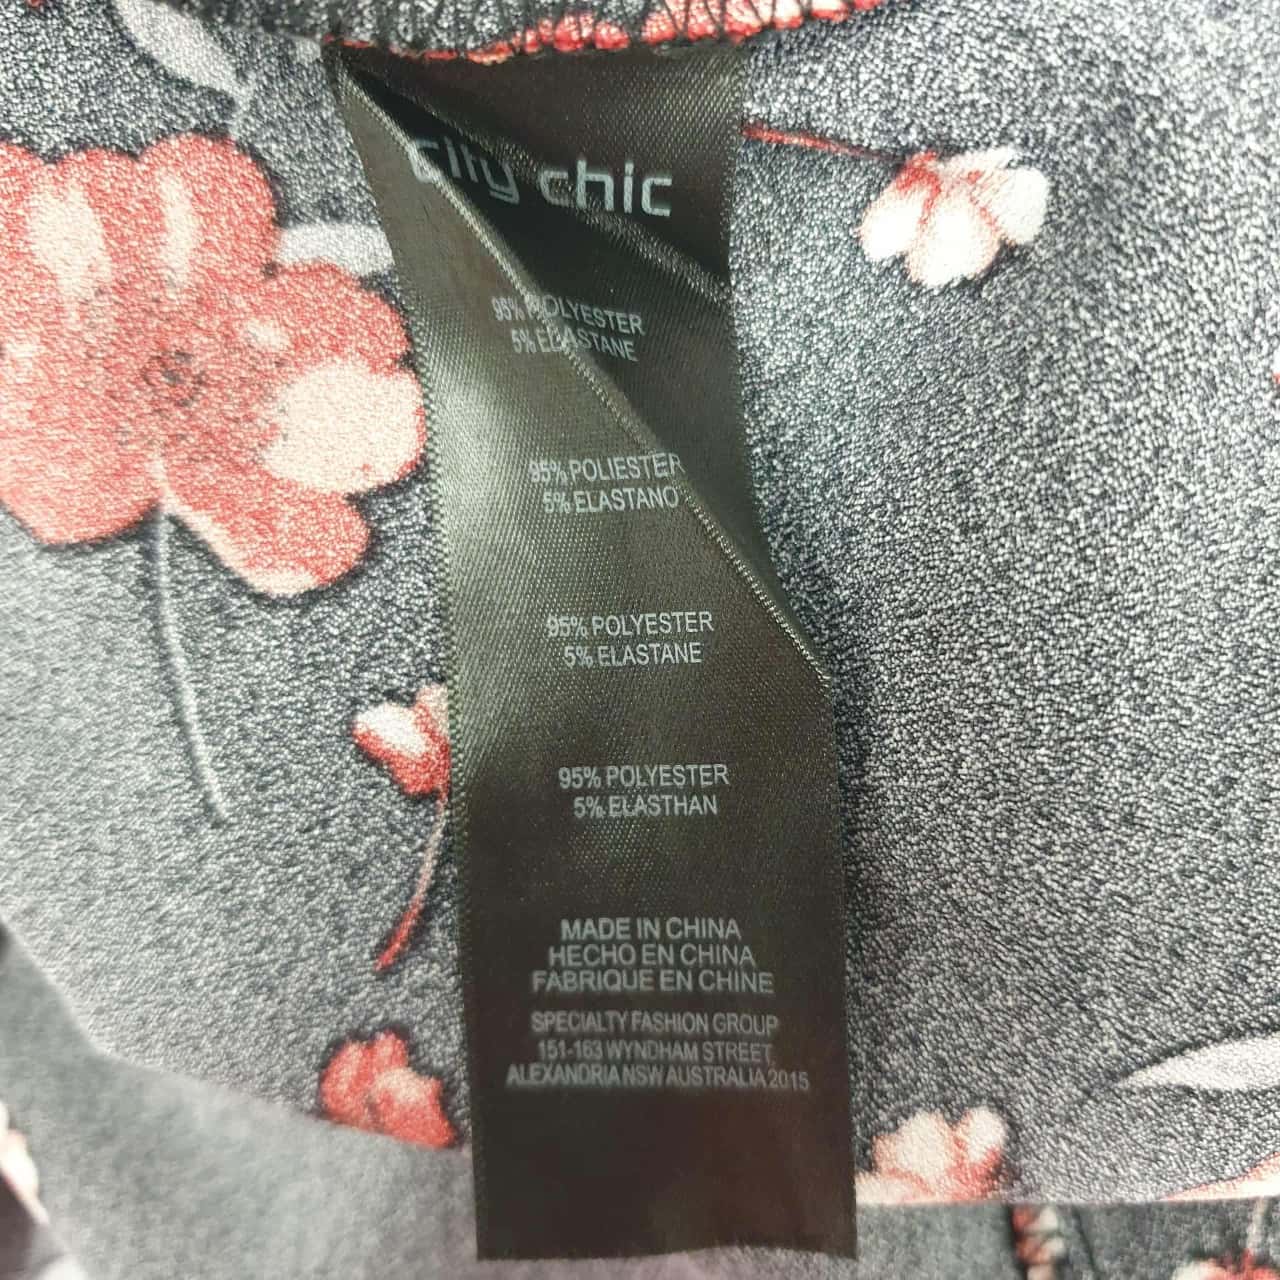 city chic
95% POLYESTER
5% ELASTANE
95% POLIESTER
5% ELASTANO
95% POLYESTER
5% ELASTANE
95% POLYESTER
5% ELASTHAN
MADE IN CHINA
HECHO EN CHINA
FABRIQUE EN CHINE
SPECIALTY FASHION GROUP
151-163 WYNDHAM STREET
ALEXANDRIA NSW AUSTRALIA 2015